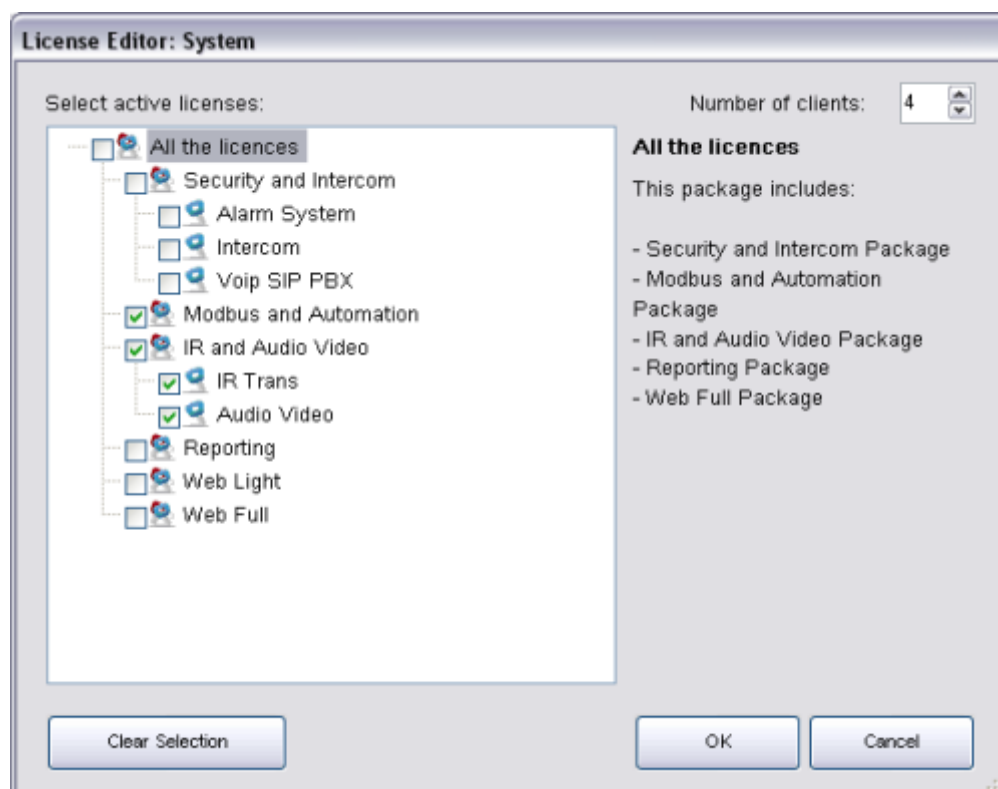 License Editor: System
Select active licenses:
Number of clients: 4
All the licences
Security and Intercom
Alarm System
Intercom
Voip SIP PBX
Modbus and Automation
IR and Audio Video
IR Trans
Audio Video
Reporting
Web Light
Web Full
All the licences
This package includes:
- Security and Intercom Package
- Modbus and Automation
Package
- IR and Audio Video Package
- Reporting Package
- Web Full Package
Clear Selection
OK
Cancel